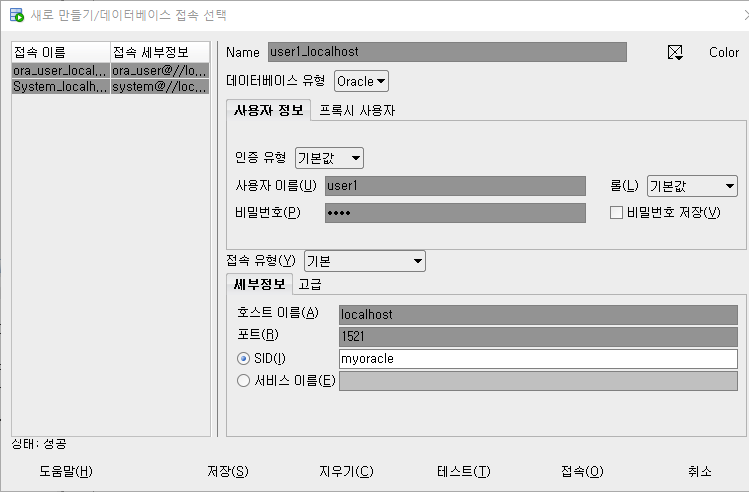 새로 만들기/데이터베이스 접속 선택
접속 이름 접속 세부정보
ora_user_local,,, ora_user@//lo,,,
System_localh,,, system@//loc,,,
Name user1_localhost Color
데이터베이스 유형 Oracle
사용자 정보 프록시 사용자
인증 유형 기본값
사용자 이름(U) user1 롤(L) 기본값
비밀번호(P) •••• 비밀번호 저장(V)
접속 유형(Y) 기본
세부정보 고급
호스트 이름(A) localhost
포트(R) 1521
SID(I) myoracle
서비스 이름(E)
상태: 성공
도움말(H) 저장(S) 지우기(C) 테스트(T) 접속(O) 취소